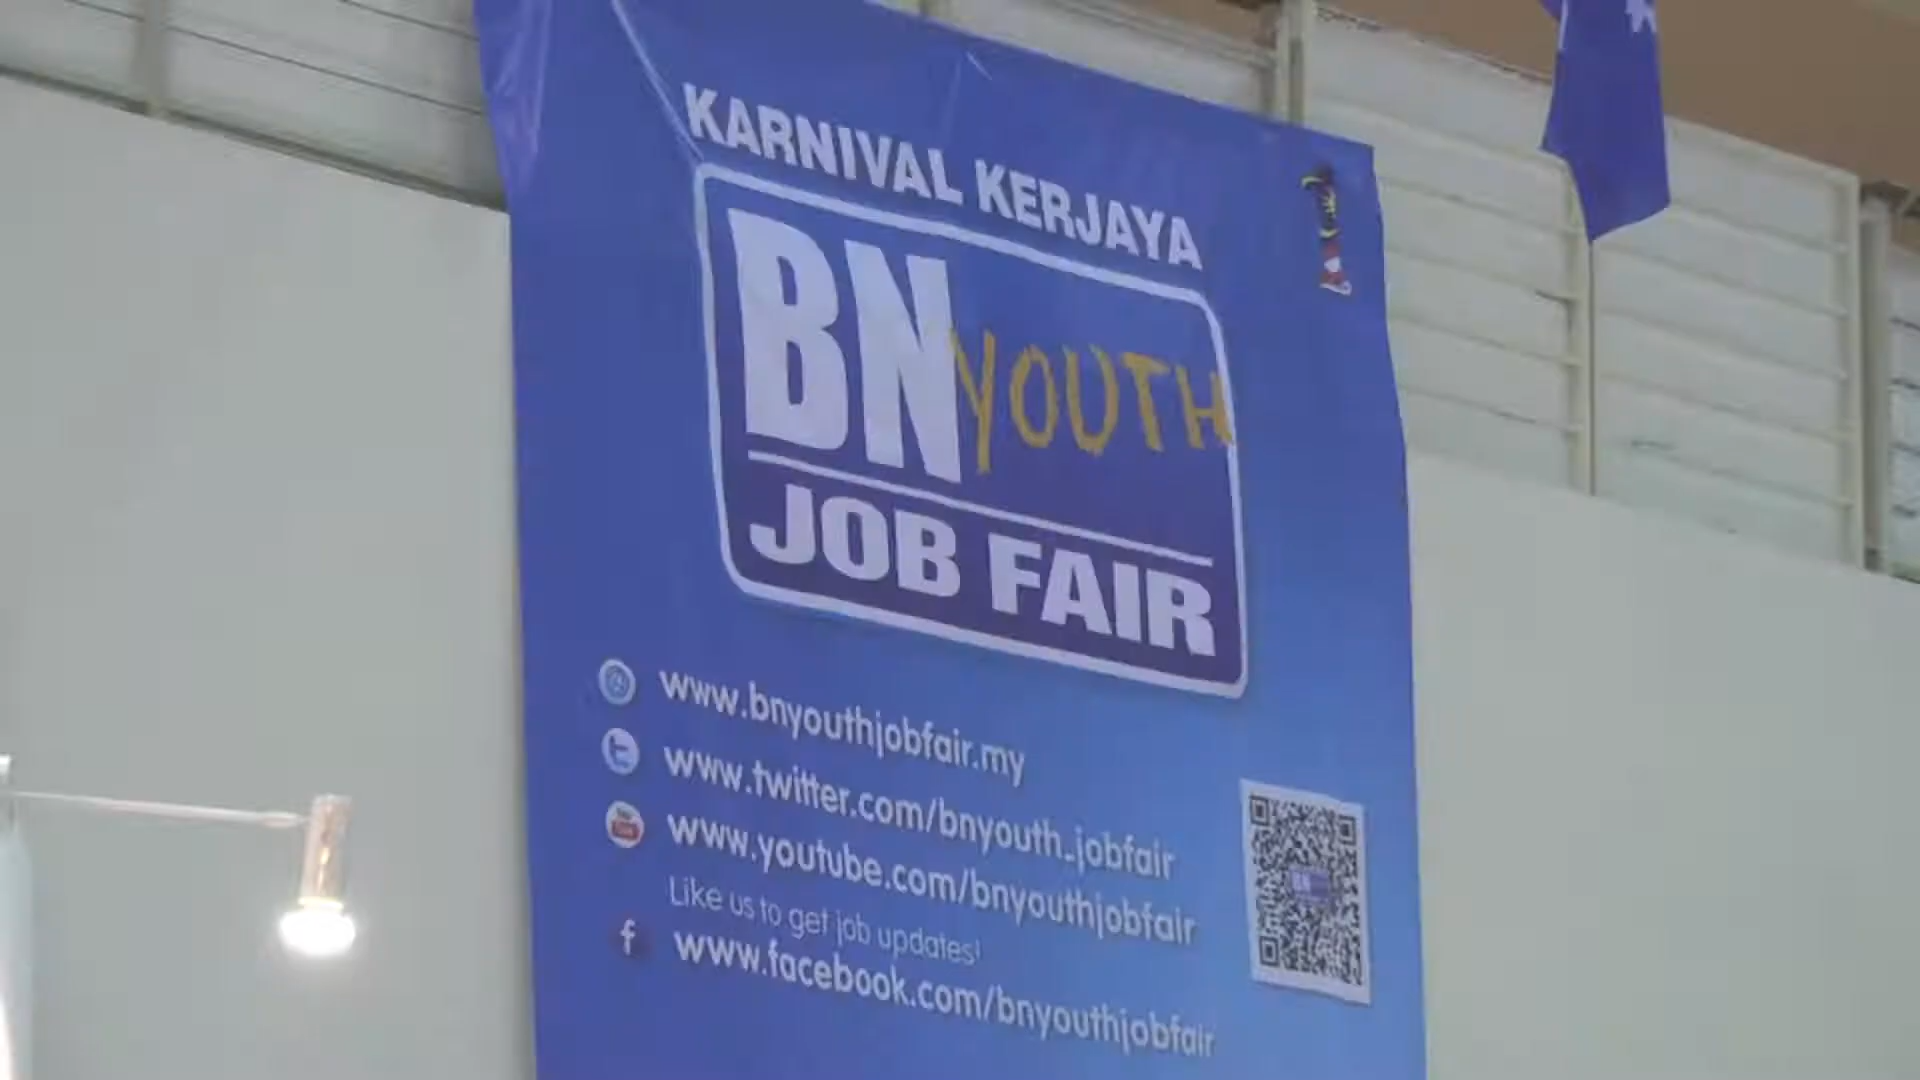 KARNIVAL KERJAYA
BN YOUTH
JOB FAIR
www.bnyouthjobfair.my
www.twitter.com/bnyouth_jobfair
www.youtube.com/bnyouthjobfair
Like us to get job updates!
www.facebook.com/bnyouthjobfair